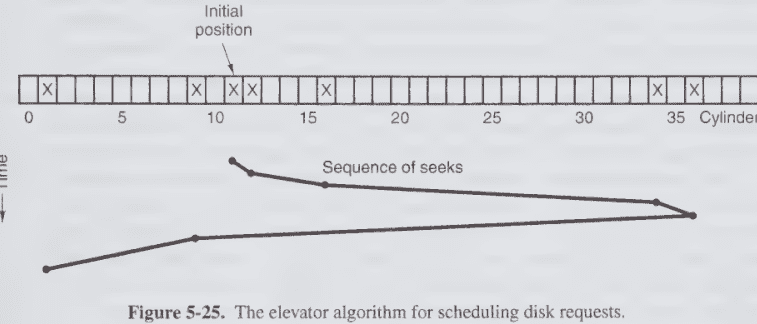 Initial
position
X X X X X X X
0 5 10 15 20 25 30 35 Cylinder
Time
Sequence of seeks
Figure 5-25. The elevator algorithm for scheduling disk requests.